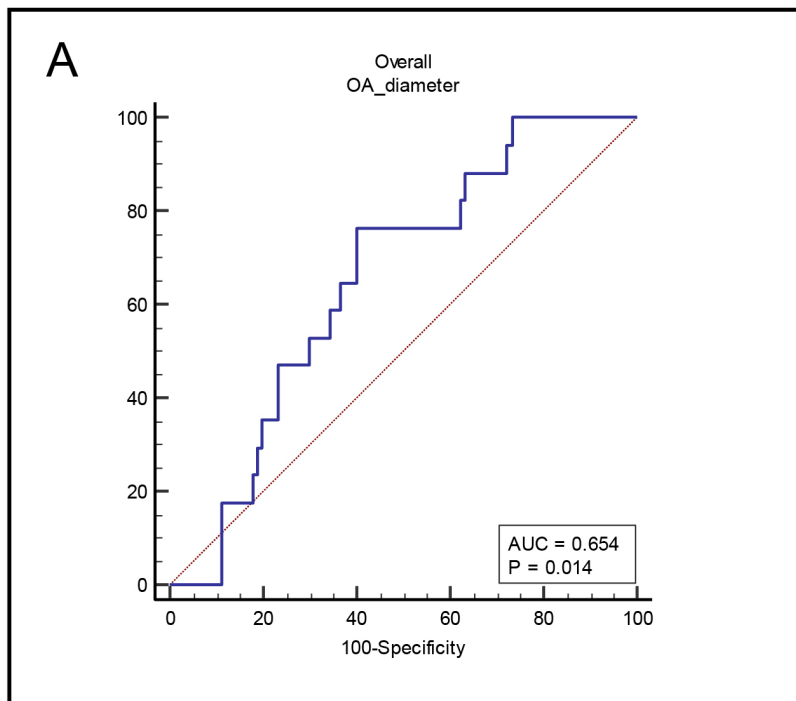 A
Overall
OA_diameter
100
80
60
40
20
0
AUC = 0.654
P = 0.014
0 20 40 60 80 100
100-Specificity